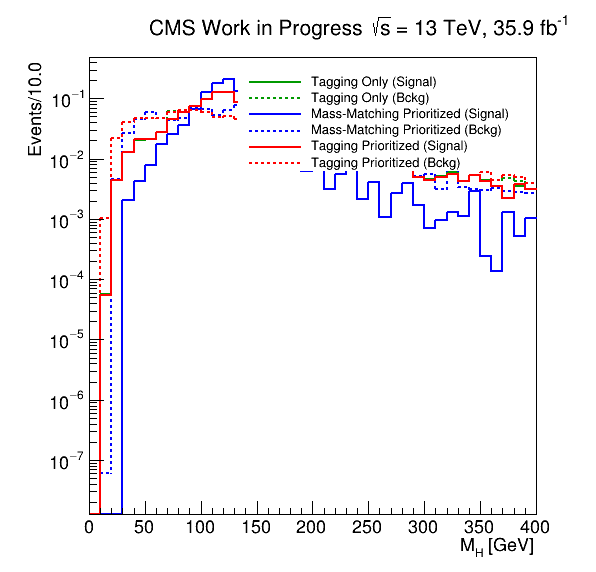 CMS Work in Progress √s = 13 TeV, 35.9 fb⁻¹
Events/10.0
10⁻¹
10⁻²
10⁻³
10⁻⁴
10⁻⁵
10⁻⁶
10⁻⁷
Tagging Only (Signal)
Tagging Only (Bckg)
Mass-Matching Prioritized (Signal)
Mass-Matching Prioritized (Bckg)
Tagging Prioritized (Signal)
Tagging Prioritized (Bckg)
0 50 100 150 200 250 300 350 400
M_H [GeV]